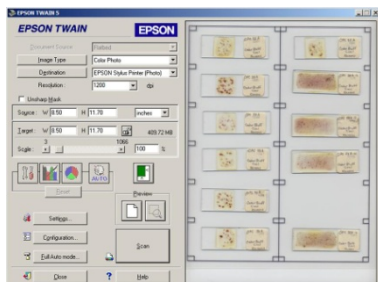 EPSON TWAIN 5
EPSON TWAIN
EPSON
Document Source
Flatbed
Image Type
Color Photo
Destination
EPSON Stylus Printer (Photo)
Resolution:
1200
dpi
Unsharp Mask
Source: W 8.50 H 11.70 inches
Target: W 8.50 H 11.70 409.72 MB
3 1066
Scale: 100 %
AUTO
Reset
Preview
Settings...
Configuration...
Full Auto mode...
Scan
Close
Help